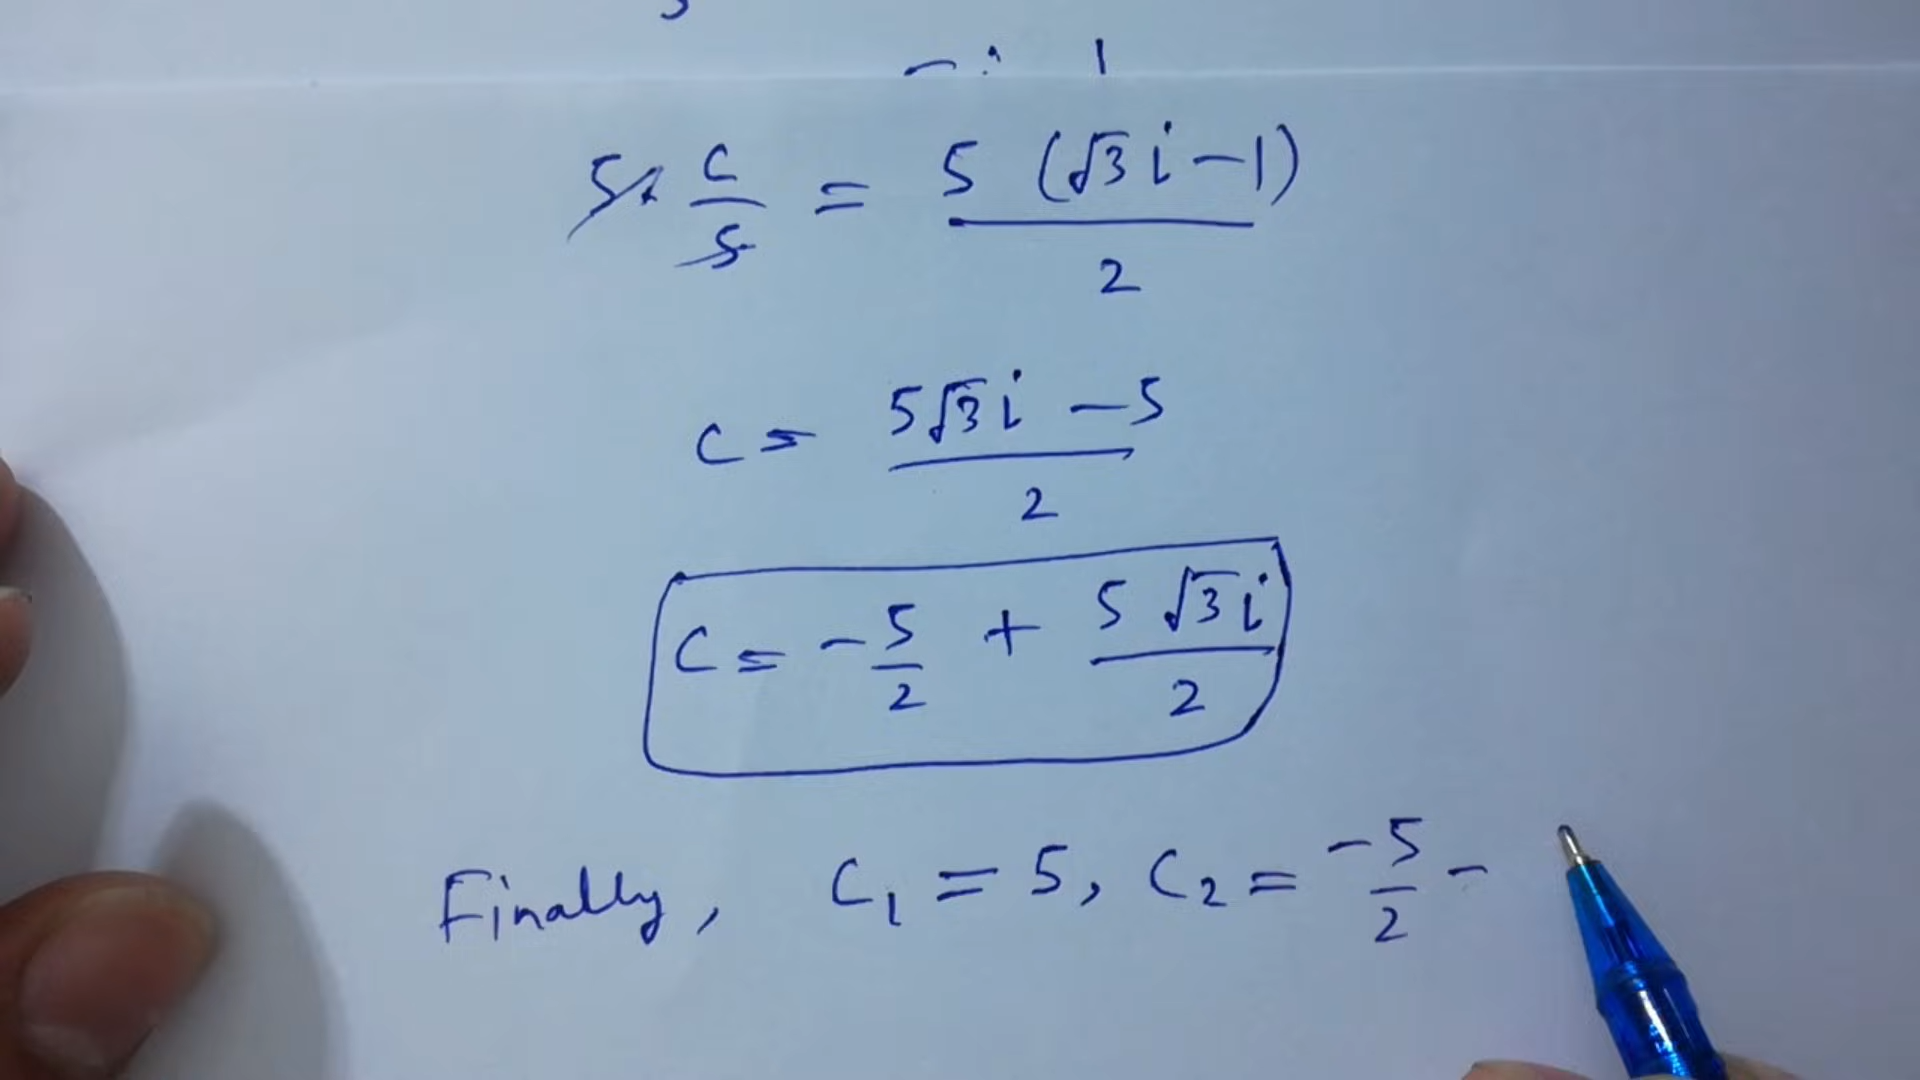 5 × c/5 = 5 (√3 i − 1)/2
c = 5√3 i − 5/2
c = − 5/2 + 5 √3 i/2
Finally, C₁ = 5, C₂ = −5/2 −